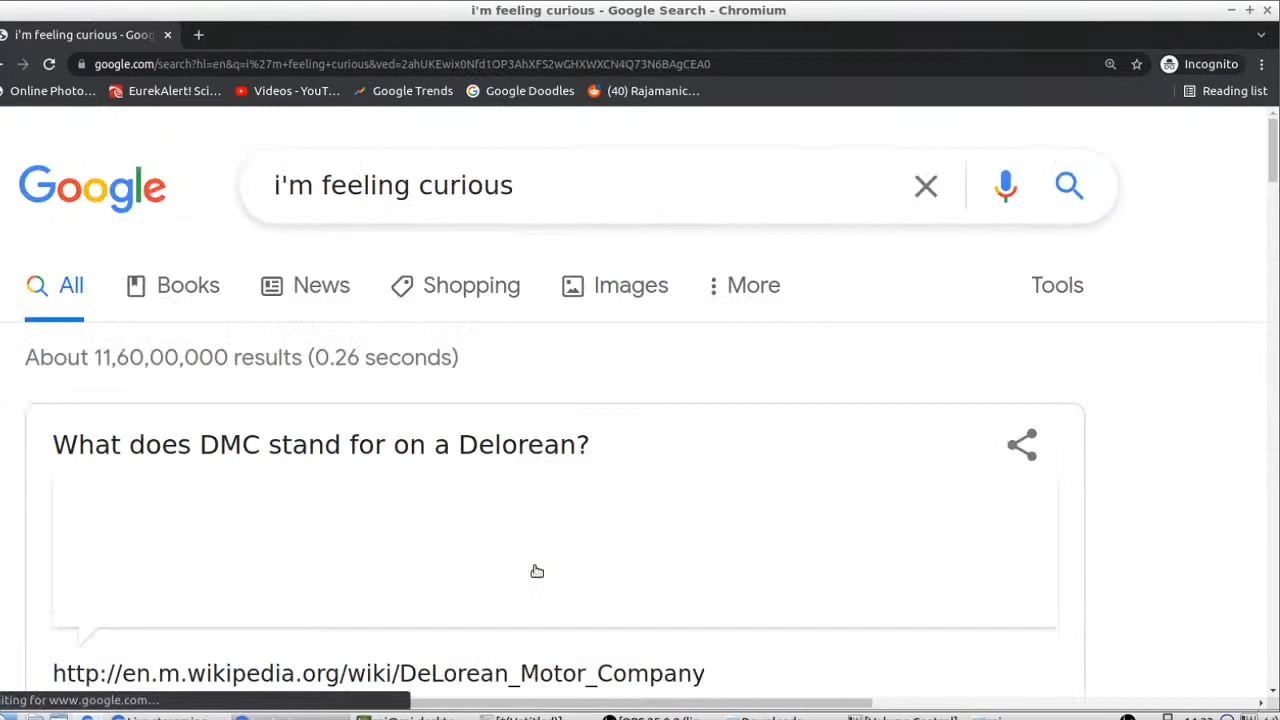 i'm feeling curious - Google Search - Chromium
i'm feeling curious - Goog
google.com/search?hl=en&q=i%27m+feeling+curious&ved=2ahUKEwix0Nfd1OP3AhXFS2wGHXWXCN4Q73N6BAgCEA0
Incognito
Online Photo... EurekAlert! Sci... Videos - YouT... Google Trends Google Doodles (40) Rajamanic... Reading list
Google i'm feeling curious
All Books News Shopping Images More Tools
About 11,60,00,000 results (0.26 seconds)
What does DMC stand for on a Delorean?
http://en.m.wikipedia.org/wiki/DeLorean_Motor_Company
iting for www.google.com...